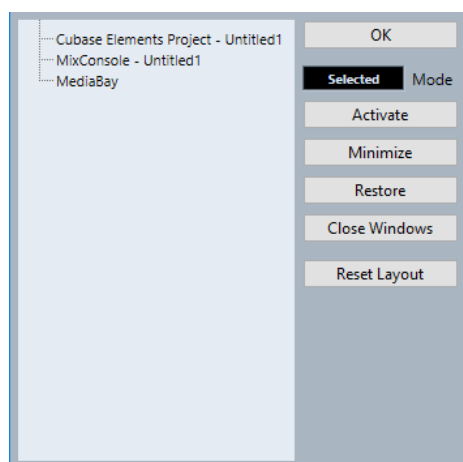 Cubase Elements Project - Untitled1
MixConsole - Untitled1
MediaBay
OK
Selected Mode
Activate
Minimize
Restore
Close Windows
Reset Layout